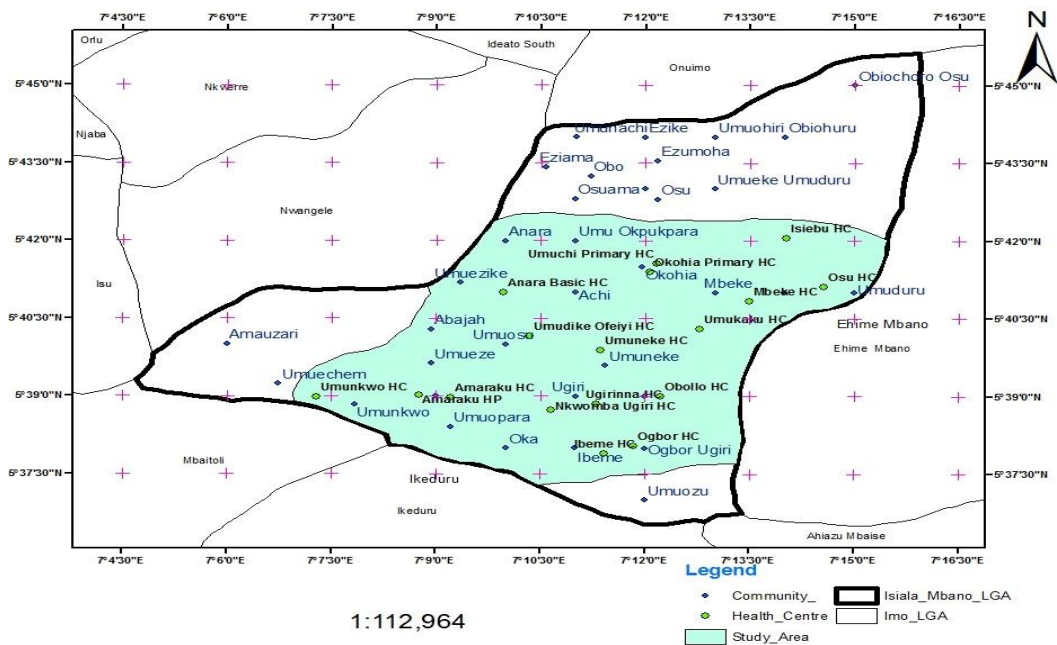 7°4'30"E 7°6'0"E 7°7'30"E 7°9'0"E 7°10'30"E 7°12'0"E 7°13'30"E 7°15'0"E 7°16'30"E
N
Orlu
Ideato South
Onuimo
5°45'0"N 5°45'0"N
Nkwerre
Obiochoro Osu
Njaba
Ezike Umuohiri Obiohuru
5°43'30"N 5°43'30"N
Eziama Obo Ezumoha
Osuama Osu Umueke Umuduru
Nwangele
Isiebu HC
5°42'0"N 5°42'0"N
Anara Umu Okpukpara
Umuchi Primary HC Okohia Primary HC
Isu
Umuezike Okohia
Anara Basic HC Achi Mbeke Mbeke HC Osu HC
Umuduru
5°40'30"N 5°40'30"N
Amauzari Abajah Umuosu Umudike Ofeiyi HC Umukaku HC Ehime Mbano
Umuneke HC Ehime Mbano
Umueze Umuneke
Umuechem
5°39'0"N 5°39'0"N
Umunkwo HC Amaraku HC Ugiri Ugirinna HC Obollo HC
Amaraku HP
Umunkwo Nkwomba Ugiri HC
Umuopara
Oka Ibeme HC Ogbor HC
Mbaitoli Ibeme Ogbor Ugiri
5°37'30"N 5°37'30"N
Ikeduru Umuozu
Ikeduru
Ahiazu Mbaise
7°4'30"E 7°6'0"E 7°7'30"E 7°9'0"E 7°10'30"E 7°12'0"E 7°13'30"E 7°15'0"E 7°16'30"E
Legend
Community_ Isiala_Mbano_LGA
Health_Centre Imo_LGA
Study_Area
1:112,964